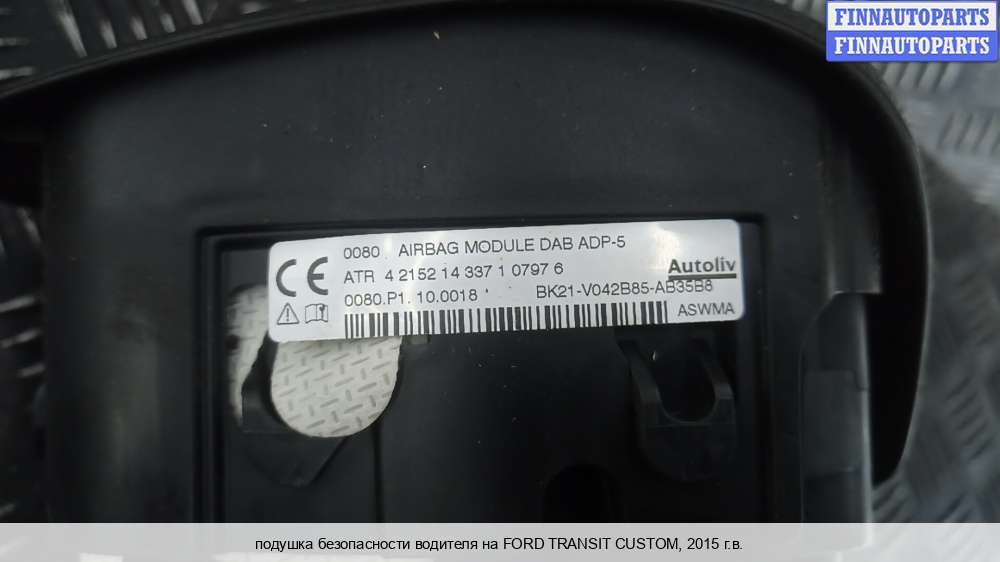 FINNAUTOPARTS
FINNAUTOPARTS
0080 AIRBAG MODULE DAB ADP-5
CE
ATR 4 2152 14 337 1 0797 6
Autoliv
0080.P1. 10.0018 BK21-V042B85-AB35B8
ASWMA
подушка безопасности водителя на FORD TRANSIT CUSTOM, 2015 г.в.